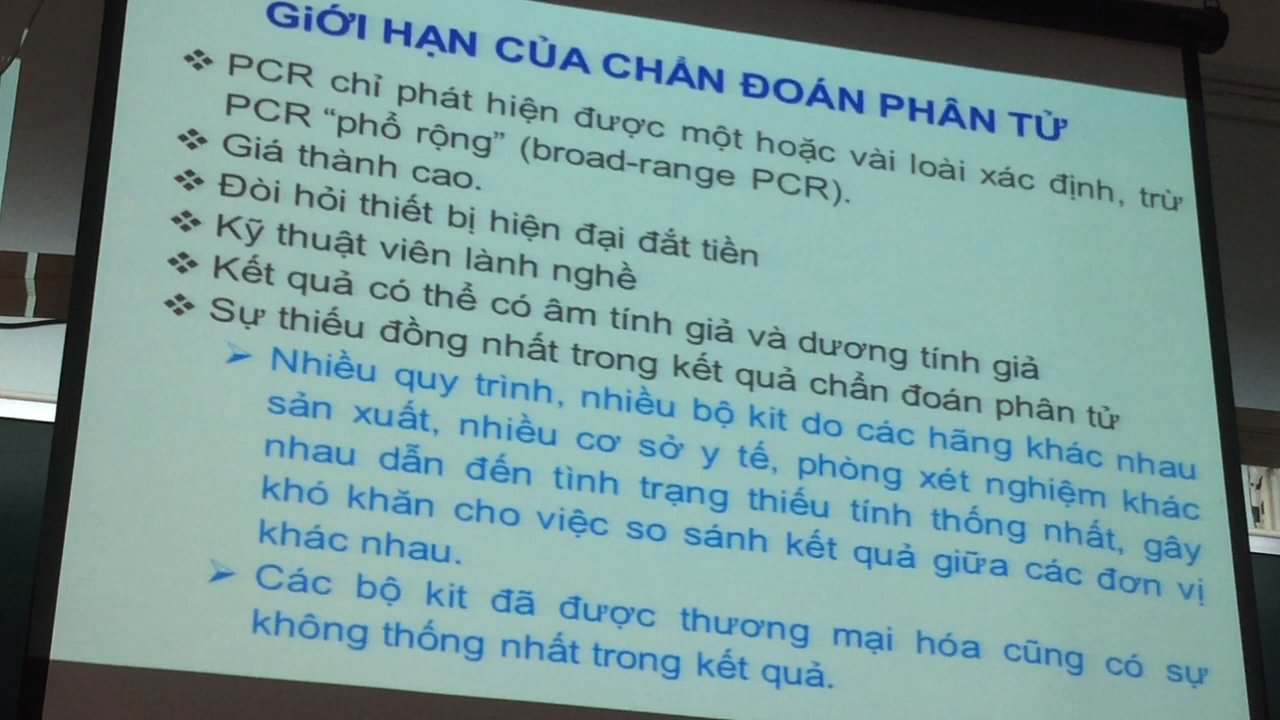 GiỚI HẠN CỦA CHẨN ĐOÁN PHÂN TỬ
❖ PCR chỉ phát hiện được một hoặc vài loài xác định, trừ
PCR “phổ rộng” (broad-range PCR).
❖ Giá thành cao.
❖ Đòi hỏi thiết bị hiện đại đắt tiền
❖ Kỹ thuật viên lành nghề
❖ Kết quả có thể có âm tính giả và dương tính giả
❖ Sự thiếu đồng nhất trong kết quả chẩn đoán phân tử
➢ Nhiều quy trình, nhiều bộ kit do các hãng khác nhau
sản xuất, nhiều cơ sở y tế, phòng xét nghiệm khác
nhau dẫn đến tình trạng thiếu tính thống nhất, gây
khó khăn cho việc so sánh kết quả giữa các đơn vị
khác nhau.
➢ Các bộ kit đã được thương mại hóa cũng có sự
không thống nhất trong kết quả.